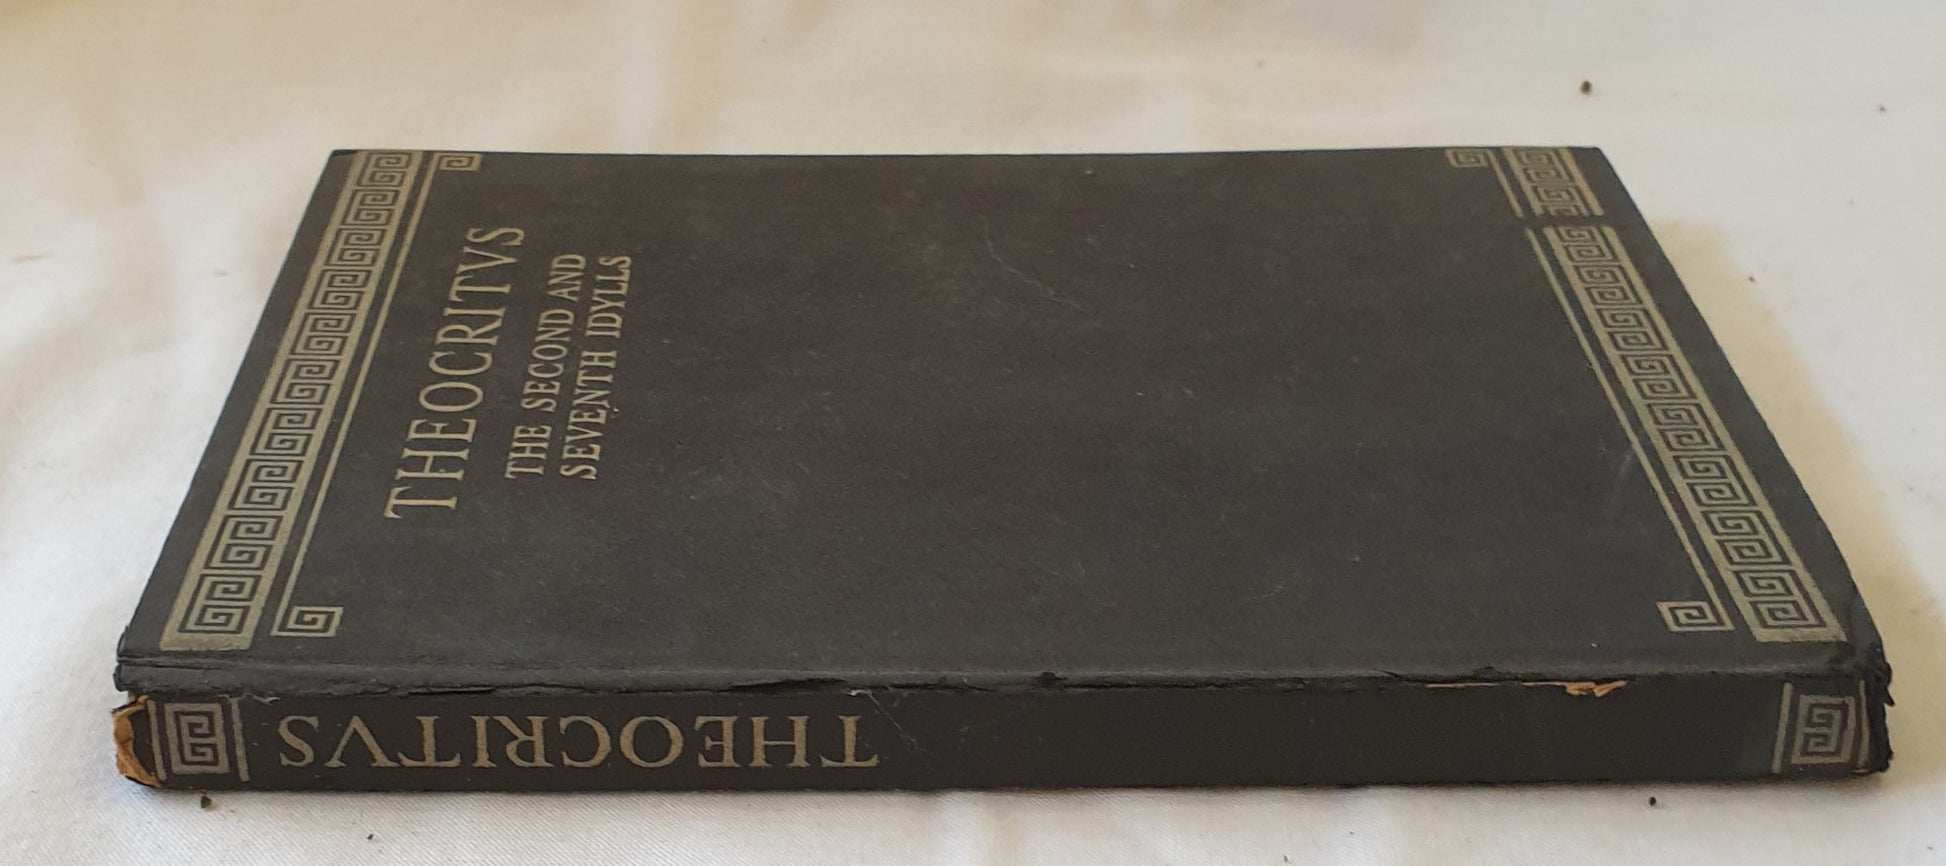 THEOCRITVS
THE SECOND AND
SEVENTH IDYLLS
THEOCRITVS